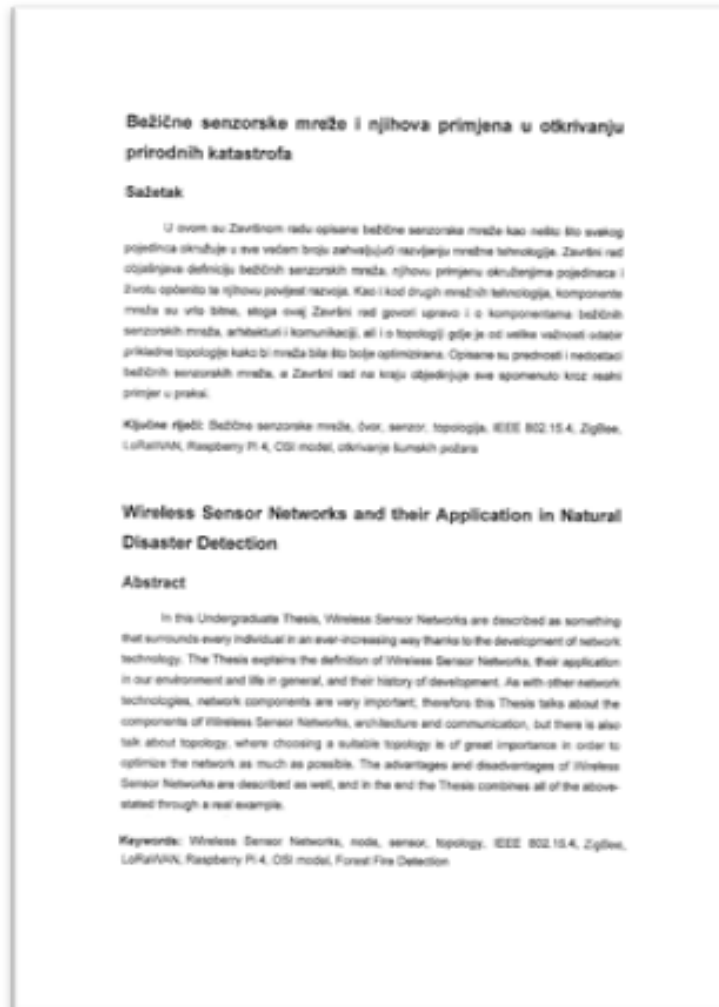 Bežične senzorske mreže i njihova primjena u otkrivanju
prirodnih katastrofa
Sažetak
U ovom su Završnom radu opisane bežične senzorske mreže kao nešto što svakog
pojedinca okružuje u sve većem broju zahvaljujući razvijanju mrežne tehnologije. Završni rad
objašnjava definiciju bežičnih senzorskih mreža, njihovu primjenu okruženjima pojedinaca i
životu općenito te njihovu povijest razvoja. Kao i kod drugih mrežnih tehnologija, komponente
mreža su vrlo bitne, stoga ovaj Završni rad govori upravo i o komponentama bežičnih
senzorskih mreža, arhitekturi i komunikaciji, ali i o topologiji gdje je od velike važnosti odabir
prikladne topologije kako bi mreža bila što bolje optimizirana. Opisane su prednosti i nedostaci
bežičnih senzorskih mreža, a Završni rad na kraju objedinjuje sve spomenuto kroz realni
primjer u praksi.
Ključne riječi: Bežične senzorske mreže, čvor, senzor, topologija, IEEE 802.15.4, ZigBee,
LoRaWAN, Raspberry Pi 4, OSI model, otkrivanje šumskih požara
Wireless Sensor Networks and their Application in Natural
Disaster Detection
Abstract
In this Undergraduate Thesis, Wireless Sensor Networks are described as something
that surrounds every individual in an ever-increasing way thanks to the development of network
technology. The Thesis explains the definition of Wireless Sensor Networks, their application
in our environment and life in general, and their history of development. As with other network
technologies, network components are very important; therefore this Thesis talks about the
components of Wireless Sensor Networks, architecture and communication, but there is also
talk about topology, where choosing a suitable topology is of great importance in order to
optimize the network as much as possible. The advantages and disadvantages of Wireless
Sensor Networks are described as well, and in the end the Thesis combines all of the above-
stated through a real example.
Keywords: Wireless Sensor Networks, node, sensor, topology, IEEE 802.15.4, ZigBee,
LoRaWAN, Raspberry Pi 4, OSI model, Forest Fire Detection